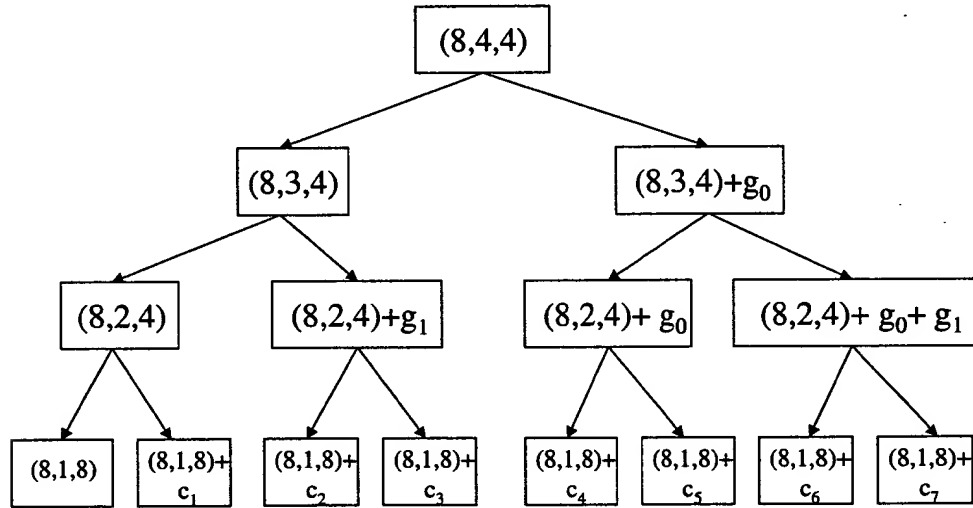 (8,4,4)
(8,3,4)
(8,3,4)+g₀
(8,2,4)
(8,2,4)+g₁
(8,2,4)+ g₀
(8,2,4)+ g₀+ g₁
(8,1,8)
(8,1,8)+
c₁
(8,1,8)+
c₂
(8,1,8)+
c₃
(8,1,8)+
c₄
(8,1,8)+
c₅
(8,1,8)+
c₆
(8,1,8)+
c₇